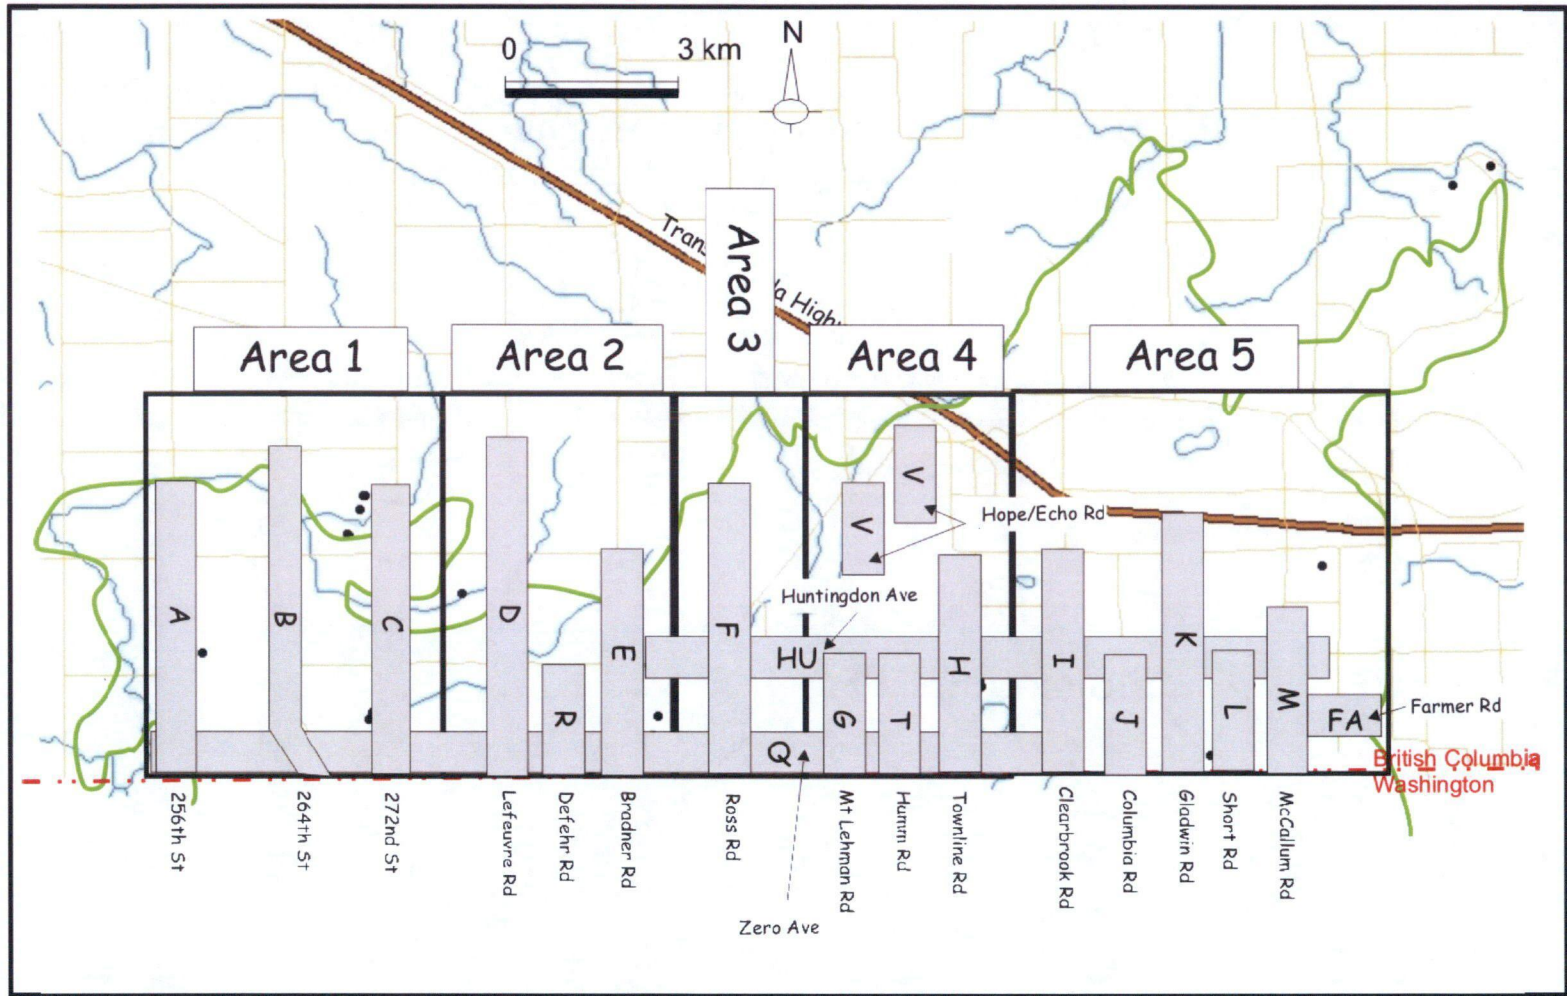 0 3 km
N
Trans
da High
Area 3
Area 1
Area 2
Area 4
Area 5
V
V
Hope/Echo Rd
Huntingdon Ave
A
B
C
D
E
F
HU
H
I
K
R
G
T
J
L
M
FA
Farmer Rd
Q
British Columbia
Washington
256th St
264th St
272nd St
Lefeuvre Rd
Defehr Rd
Bradner Rd
Ross Rd
Mt Lehman Rd
Humm Rd
Townline Rd
Clearbrook Rd
Columbia Rd
Gladwin Rd
Short Rd
McCallum Rd
Zero Ave